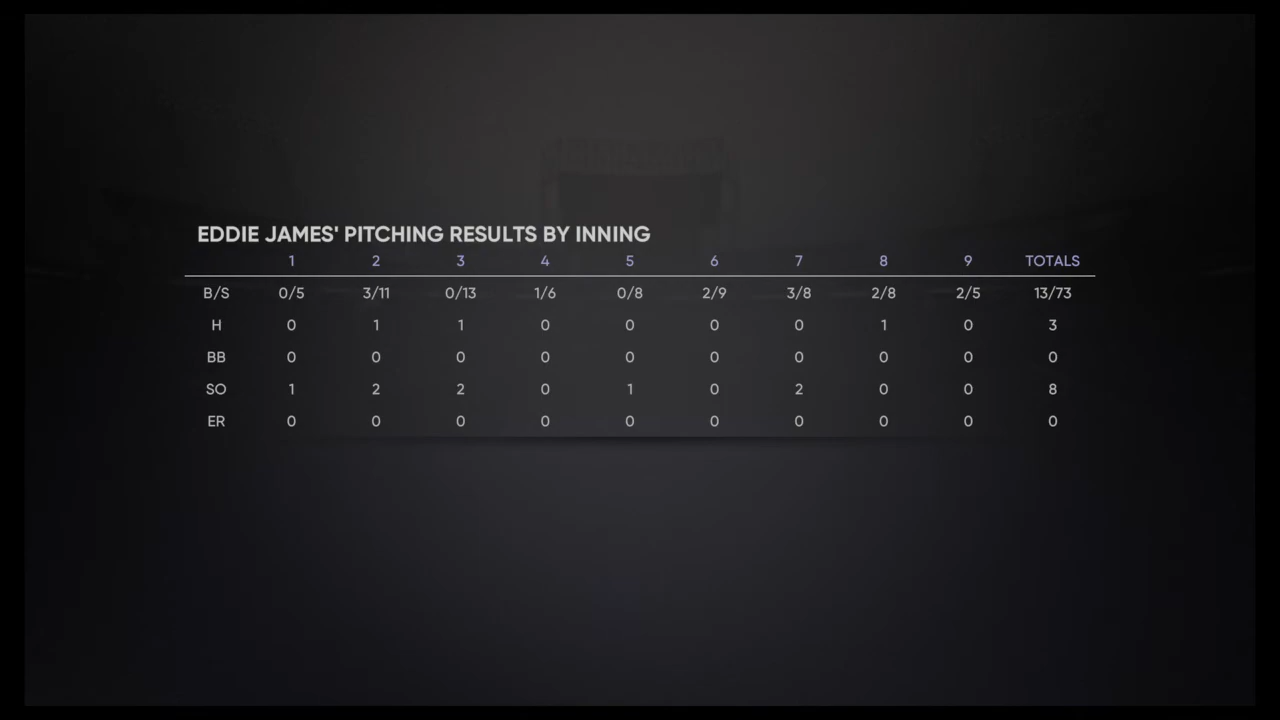 EDDIE JAMES' PITCHING RESULTS BY INNING
1 2 3 4 5 6 7 8 9 TOTALS
B/S 0/5 3/11 0/13 1/6 0/8 2/9 3/8 2/8 2/5 13/73
H 0 1 1 0 0 0 0 1 0 3
BB 0 0 0 0 0 0 0 0 0 0
SO 1 2 2 0 1 0 2 0 0 8
ER 0 0 0 0 0 0 0 0 0 0